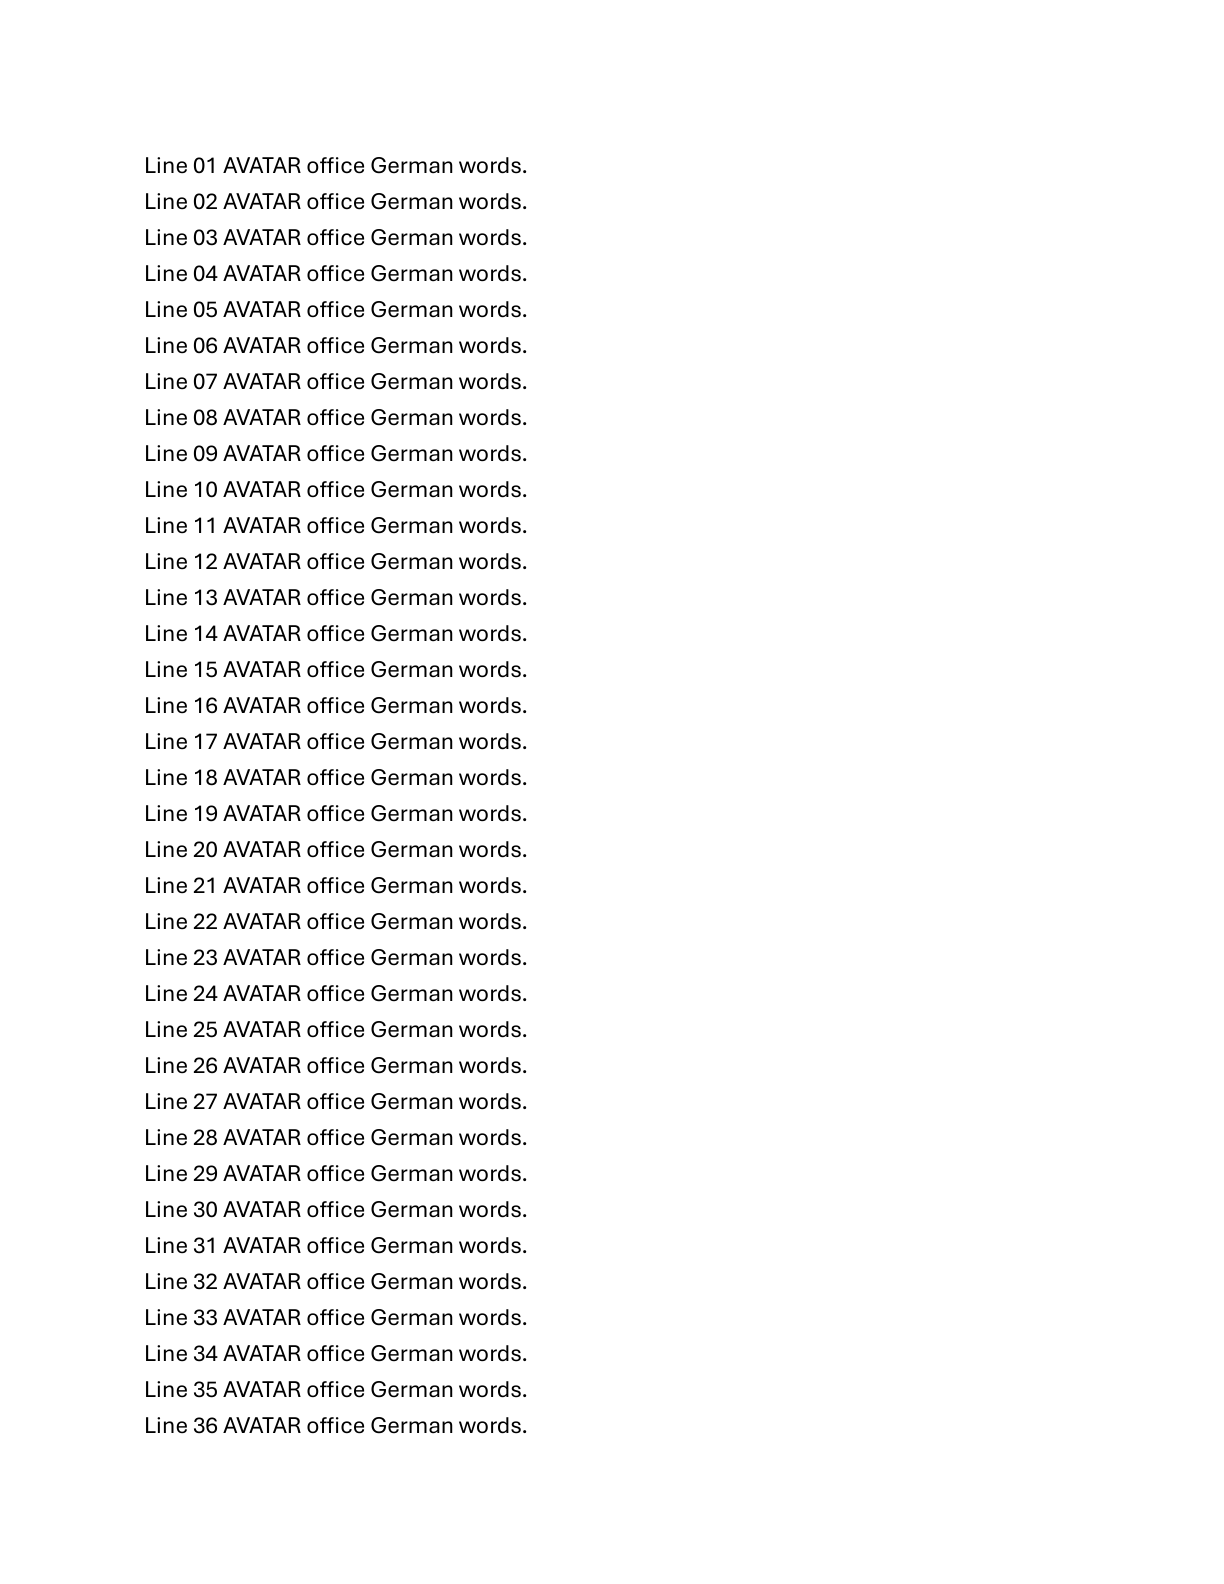 Line 01 AVATAR office German words.
Line 02 AVATAR office German words.
Line 03 AVATAR office German words.
Line 04 AVATAR office German words.
Line 05 AVATAR office German words.
Line 06 AVATAR office German words.
Line 07 AVATAR office German words.
Line 08 AVATAR office German words.
Line 09 AVATAR office German words.
Line 10 AVATAR office German words.
Line 11 AVATAR office German words.
Line 12 AVATAR office German words.
Line 13 AVATAR office German words.
Line 14 AVATAR office German words.
Line 15 AVATAR office German words.
Line 16 AVATAR office German words.
Line 17 AVATAR office German words.
Line 18 AVATAR office German words.
Line 19 AVATAR office German words.
Line 20 AVATAR office German words.
Line 21 AVATAR office German words.
Line 22 AVATAR office German words.
Line 23 AVATAR office German words.
Line 24 AVATAR office German words.
Line 25 AVATAR office German words.
Line 26 AVATAR office German words.
Line 27 AVATAR office German words.
Line 28 AVATAR office German words.
Line 29 AVATAR office German words.
Line 30 AVATAR office German words.
Line 31 AVATAR office German words.
Line 32 AVATAR office German words.
Line 33 AVATAR office German words.
Line 34 AVATAR office German words.
Line 35 AVATAR office German words.
Line 36 AVATAR office German words.